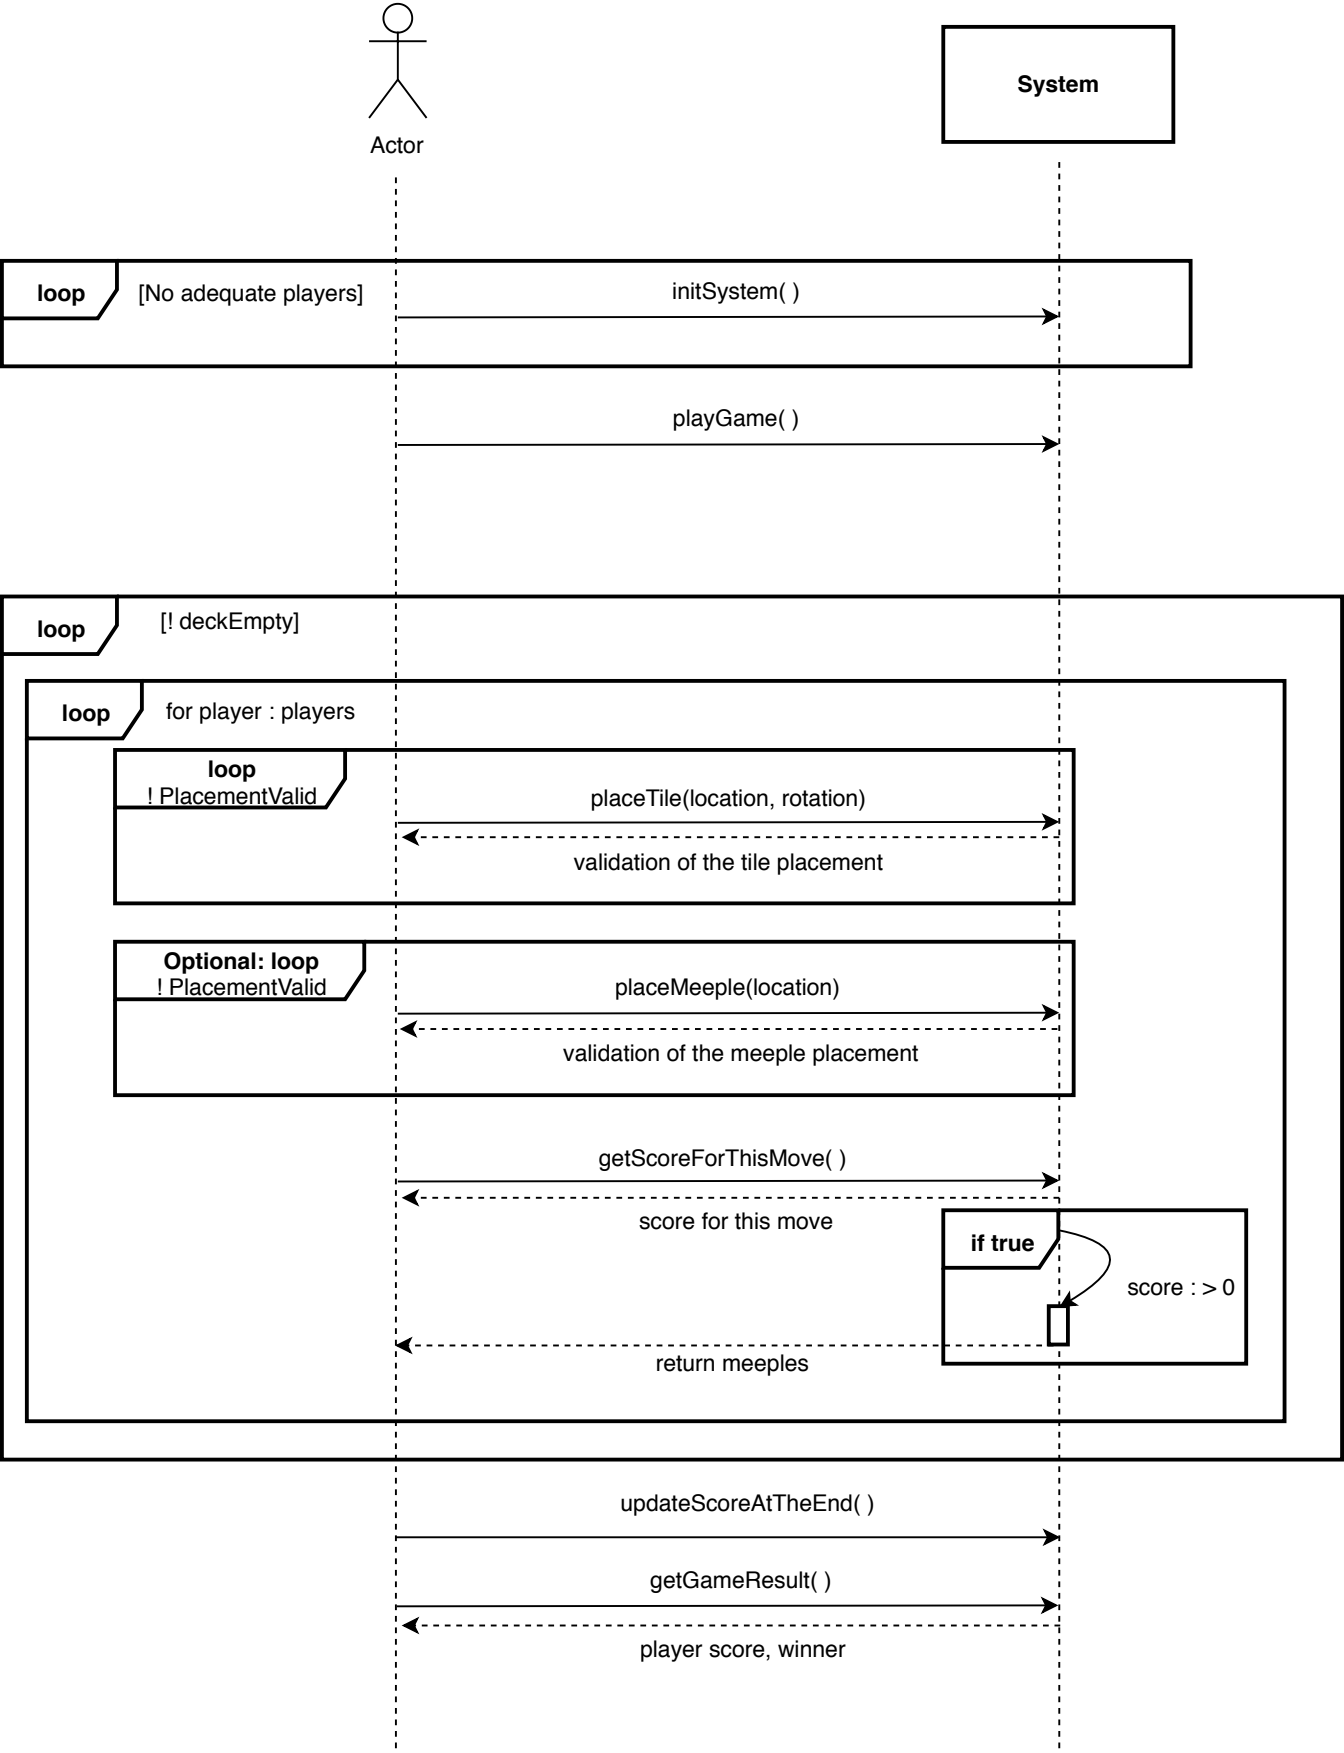 System
Actor
loop
[No adequate players]
initSystem( )
playGame( )
loop
[! deckEmpty]
loop
for player : players
loop
! PlacementValid
placeTile(location, rotation)
validation of the tile placement
Optional: loop
! PlacementValid
placeMeeple(location)
validation of the meeple placement
getScoreForThisMove( )
score for this move
if true
score : > 0
return meeples
updateScoreAtTheEnd( )
getGameResult( )
player score, winner